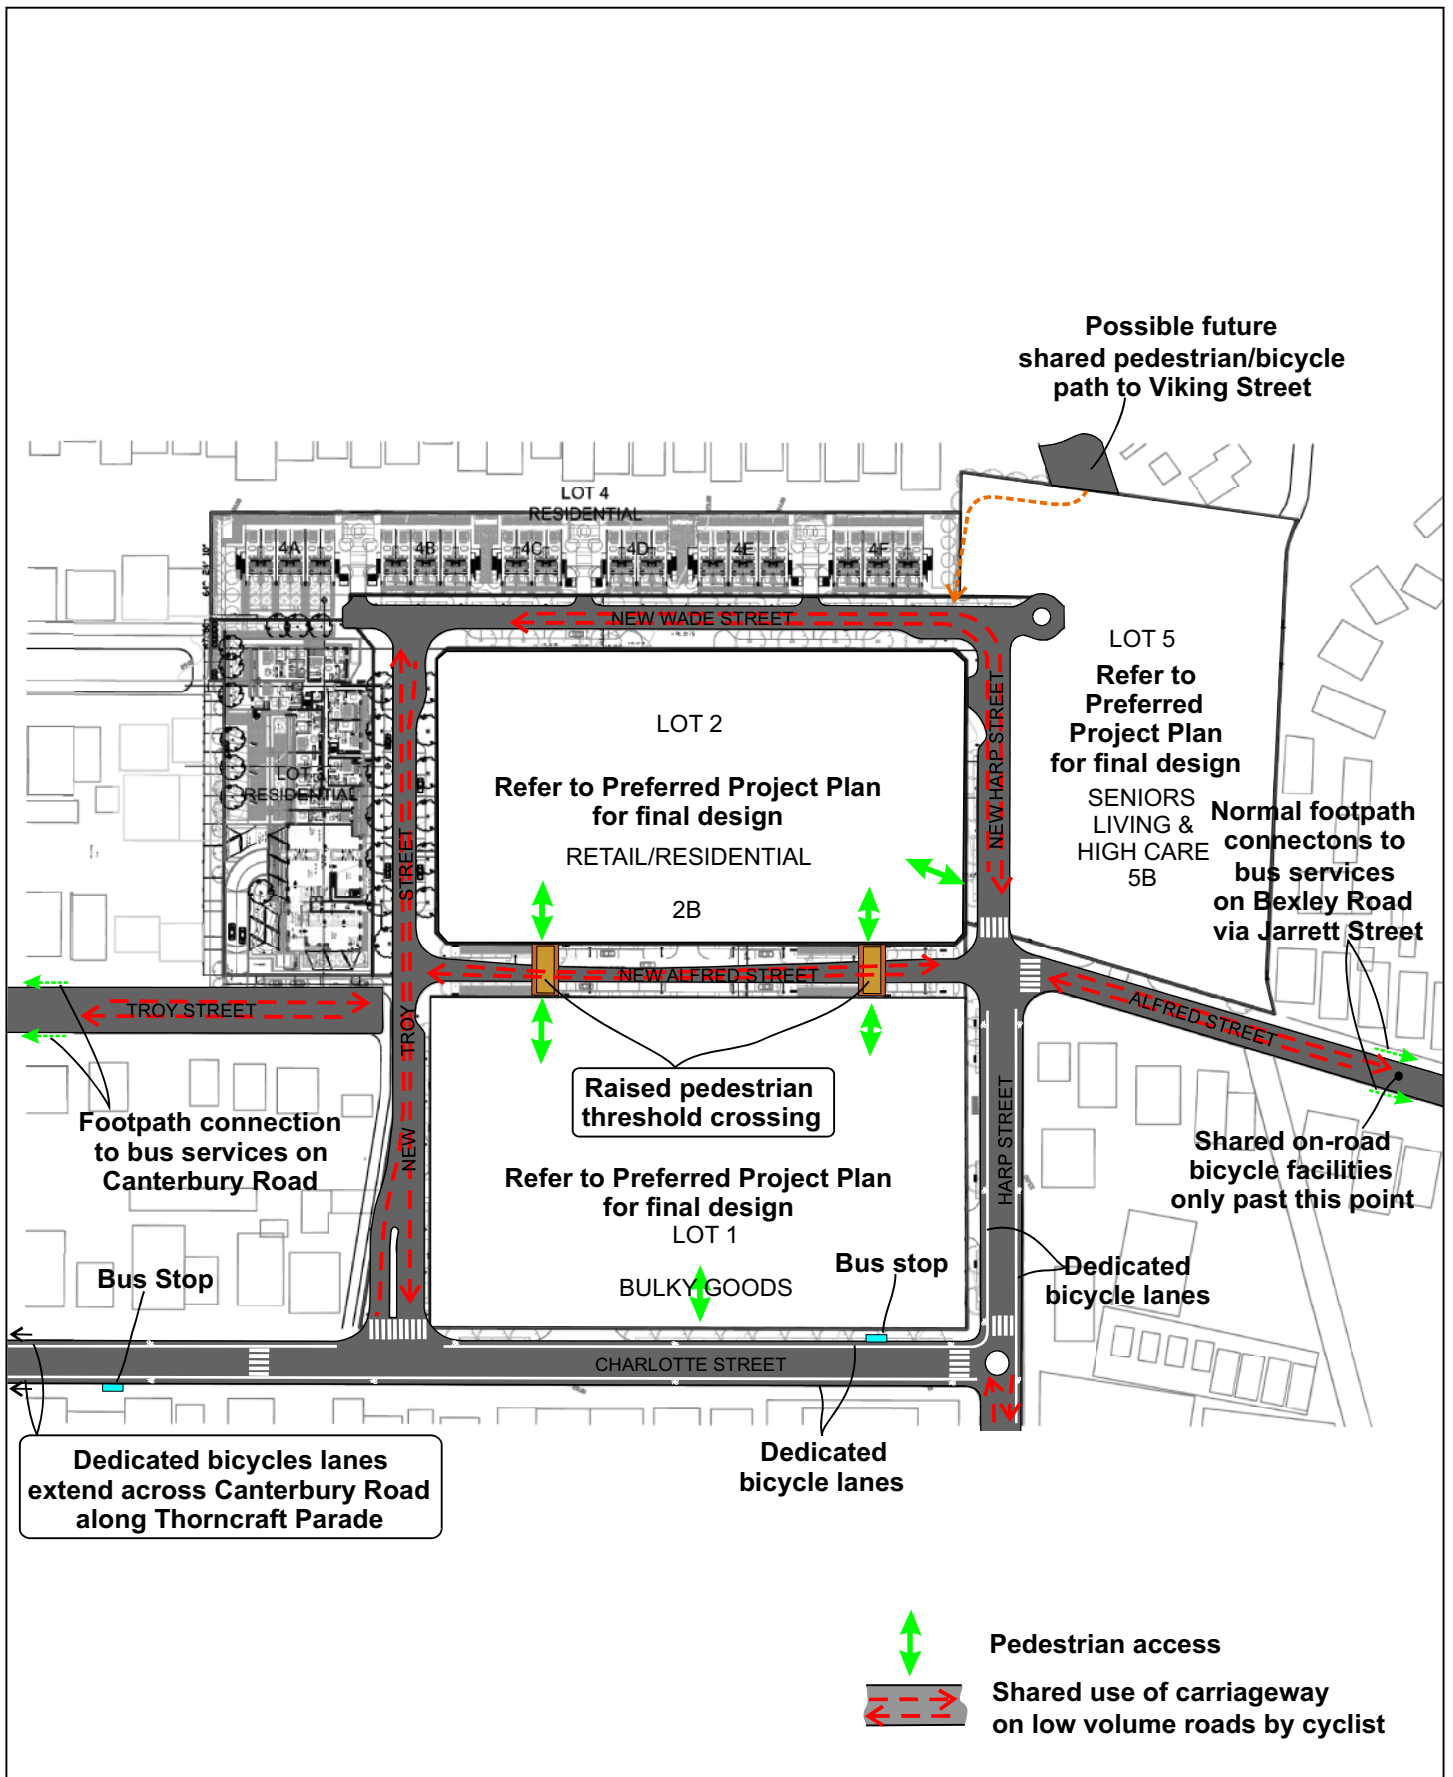 Possible future
shared pedestrian/bicycle
path to Viking Street
LOT 4
RESIDENTIAL
4A
4B
4C
4D
4E
4F
NEW WADE STREET
LOT 5
Refer to
Preferred
Project Plan
for final design
SENIORS
LIVING &
HIGH CARE
5B
NEW HARP STREET
LOT 2
Refer to Preferred Project Plan
for final design
RETAIL/RESIDENTIAL
2B
LOT
RESIDENTIAL
Normal footpath
connectons to
bus services
on Bexley Road
via Jarrett Street
NEW TROY STREET
NEW ALFRED STREET
TROY STREET
ALFRED STREET
Raised pedestrian
threshold crossing
Footpath connection
to bus services on
Canterbury Road
HARP STREET
Shared on-road
bicycle facilities
only past this point
Refer to Preferred Project Plan
for final design
LOT 1
BULKY GOODS
Bus stop
Bus Stop
Dedicated
bicycle lanes
CHARLOTTE STREET
Dedicated
bicycle lanes
Dedicated bicycles lanes
extend across Canterbury Road
along Thorncraft Parade
Pedestrian access
Shared use of carriageway
on low volume roads by cyclist